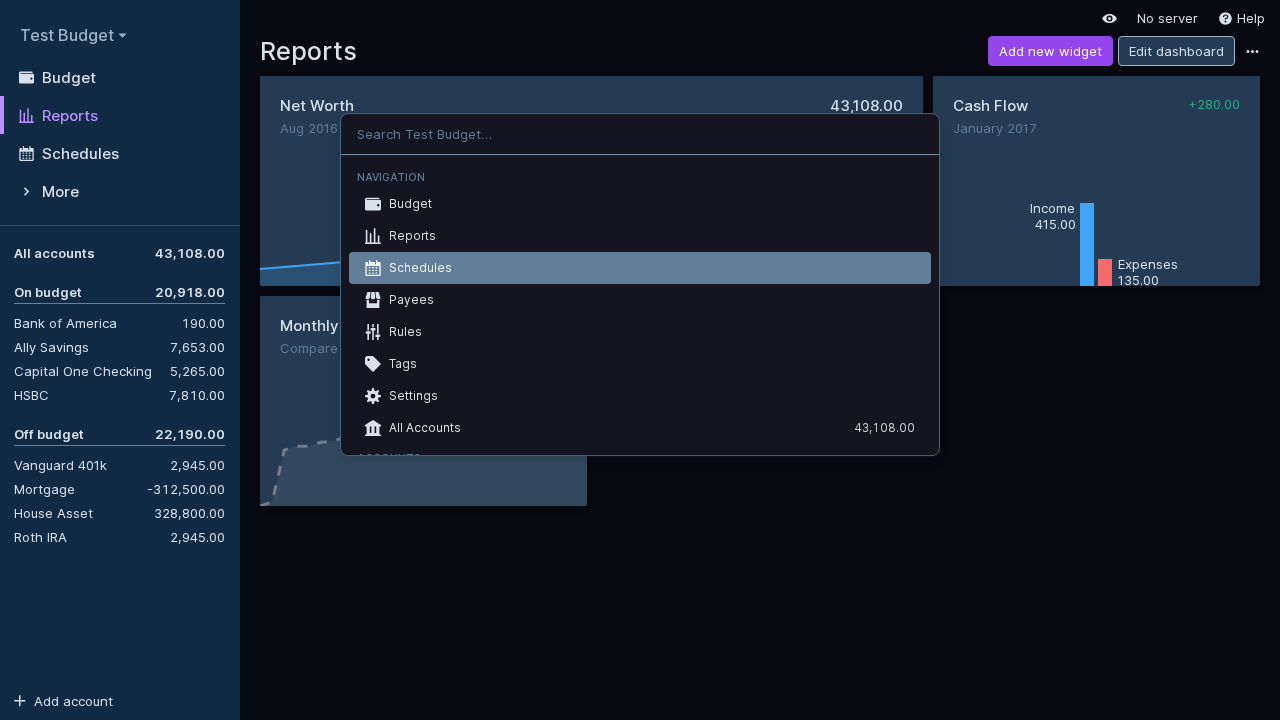 Test Budget
Budget
Reports
Schedules
More
All accounts 43,108.00
On budget 20,918.00
Bank of America 190.00
Ally Savings 7,653.00
Capital One Checking 5,265.00
HSBC 7,810.00
Off budget 22,190.00
Vanguard 401k 2,945.00
Mortgage -312,500.00
House Asset 328,800.00
Roth IRA 2,945.00
Add account
No server
Help
Reports
Add new widget
Edit dashboard
Net Worth 43,108.00
Aug 2016
Cash Flow +280.00
January 2017
Income
415.00
Expenses
135.00
Monthly
Compare
Search Test Budget...
NAVIGATION
Budget
Reports
Schedules
Payees
Rules
Tags
Settings
All Accounts 43,108.00